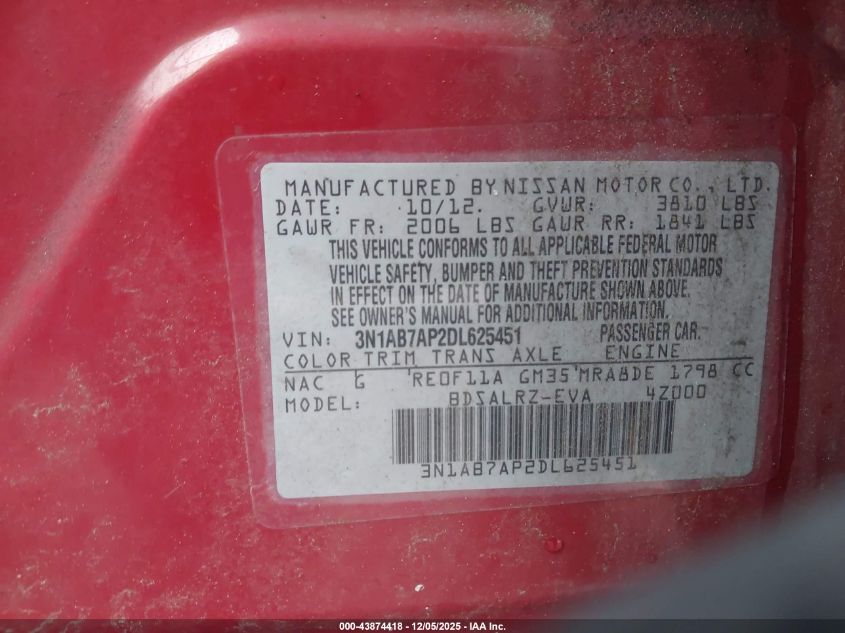 MANUFACTURED BY NISSAN MOTOR CO., LTD.
DATE: 10/12. GVWR: 3810 LBS
GAWR FR: 2006 LBS GAWR RR: 1841 LBS
THIS VEHICLE CONFORMS TO ALL APPLICABLE FEDERAL MOTOR
VEHICLE SAFETY, BUMPER AND THEFT PREVENTION STANDARDS
IN EFFECT ON THE DATE OF MANUFACTURE SHOWN ABOVE.
SEE OWNER'S MANUAL FOR ADDITIONAL INFORMATION.
VIN: 3N1AB7AP2DL625451 PASSENGER CAR.
COLOR TRIM TRANS AXLE ENGINE
NAC G 'RE0F11A GM35'MRA8DE 1798 CC
MODEL: BDSALRZ-EVA 4Z000
3N1AB7AP2DL625451
000-43874418 - 12/05/2025 - IAA Inc.